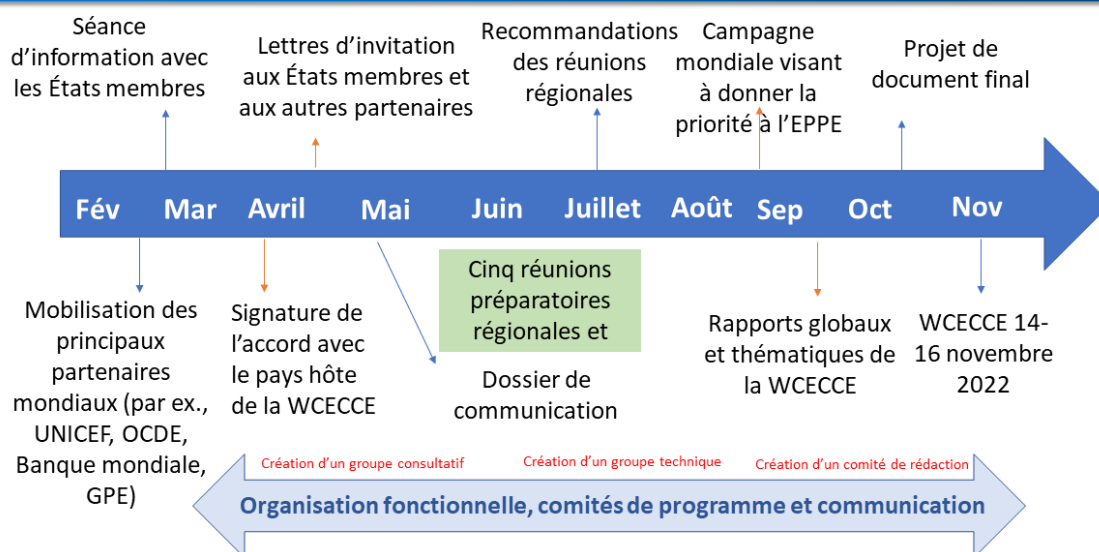 Séance
d’information avec
les États membres
Lettres d’invitation
aux États membres et
aux autres partenaires
Recommandations
des réunions
régionales
Campagne
mondiale visant
à donner la
priorité à l’EPPE
Projet de
document final
Fév Mar Avril Mai Juin Juillet Août Sep Oct Nov
Mobilisation des
principaux
partenaires
mondiaux (par ex.,
UNICEF, OCDE,
Banque mondiale,
GPE)
Signature de
l’accord avec
le pays hôte
de la WCECCE
Cinq réunions
préparatoires
régionales et
Dossier de
communication
Rapports globaux
et thématiques de
la WCECCE
WCECCE 14-
16 novembre
2022
Création d’un groupe consultatif
Création d’un groupe technique
Création d’un comité de rédaction
Organisation fonctionnelle, comités de programme et communication